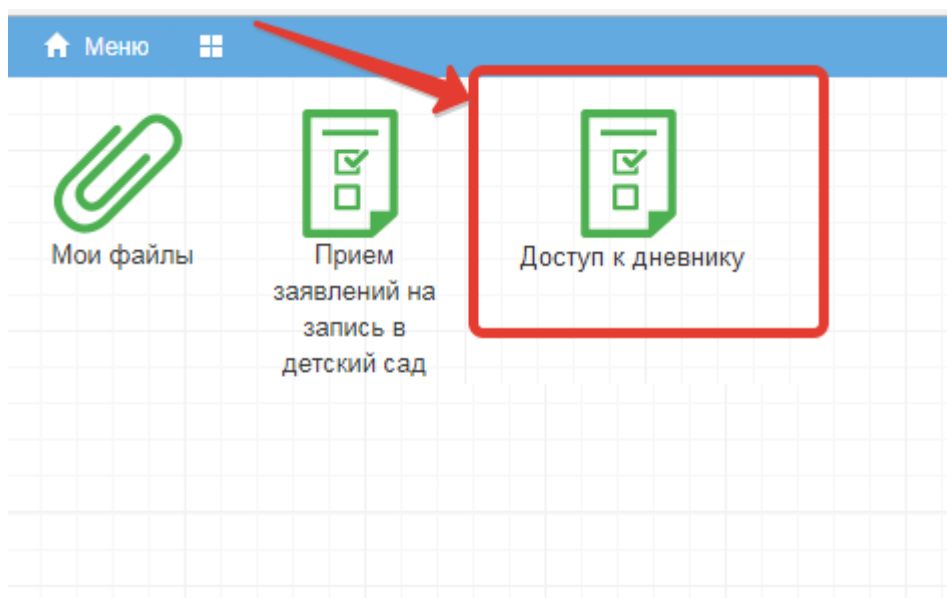 Меню
Мои файлы
Прием
заявлений на
запись в
детский сад
Доступ к дневнику